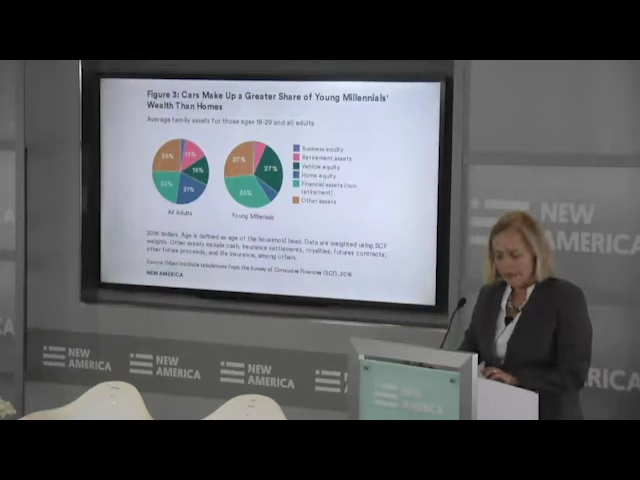 Figure 3: Cars Make Up a Greater Share of Young Millennials'
Wealth Than Homes
Average family assets for those ages 18-29 and all adults
Business equity
Retirement assets
Vehicle equity
Home equity
Financial assets (non-
retirement)
Other assets
21%
27%
27%
All Adults
Young Millennials
2016 dollars. Age is defined as age of the household head. Data are weighted using SCF
weights. Other assets include cash, insurance settlements, royalties, futures contracts,
other future proceeds, and life insurance, among others.
Source: Urban Institute tabulations from the Survey of Consumer Finances (SCF), 2016
NEW AMERICA
NEW
AMERICA
NEW
AMERICA
NEW
AMERICA
NEW
AMERICA
NEW
AMERICA